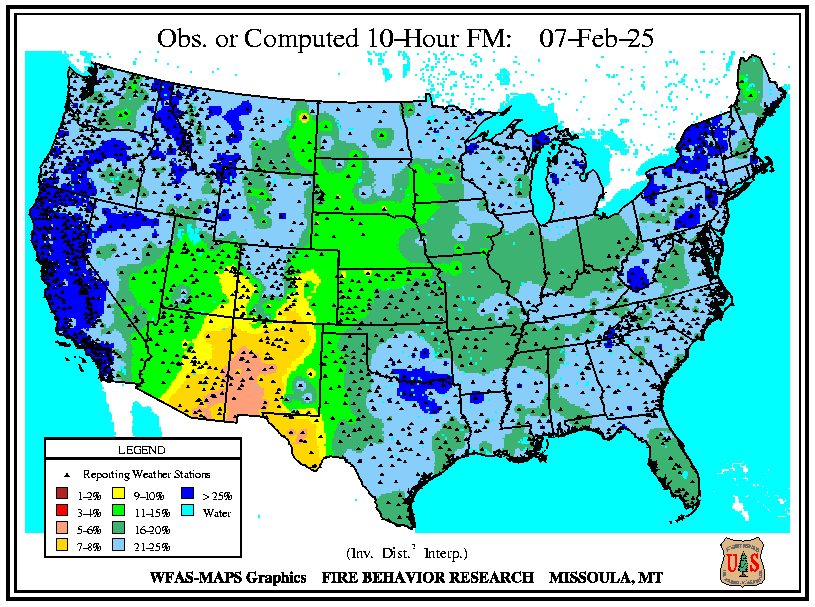 Obs. or Computed 10-Hour FM: 07-Feb-25
LEGEND
Reporting Weather Stations
1-2% 9-10% > 25%
3-4% 11-15% Water
5-6% 16-20%
7-8% 21-25%
(Inv. Dist.² Interp.)
WFAS-MAPS Graphics FIRE BEHAVIOR RESEARCH MISSOULA, MT
U S